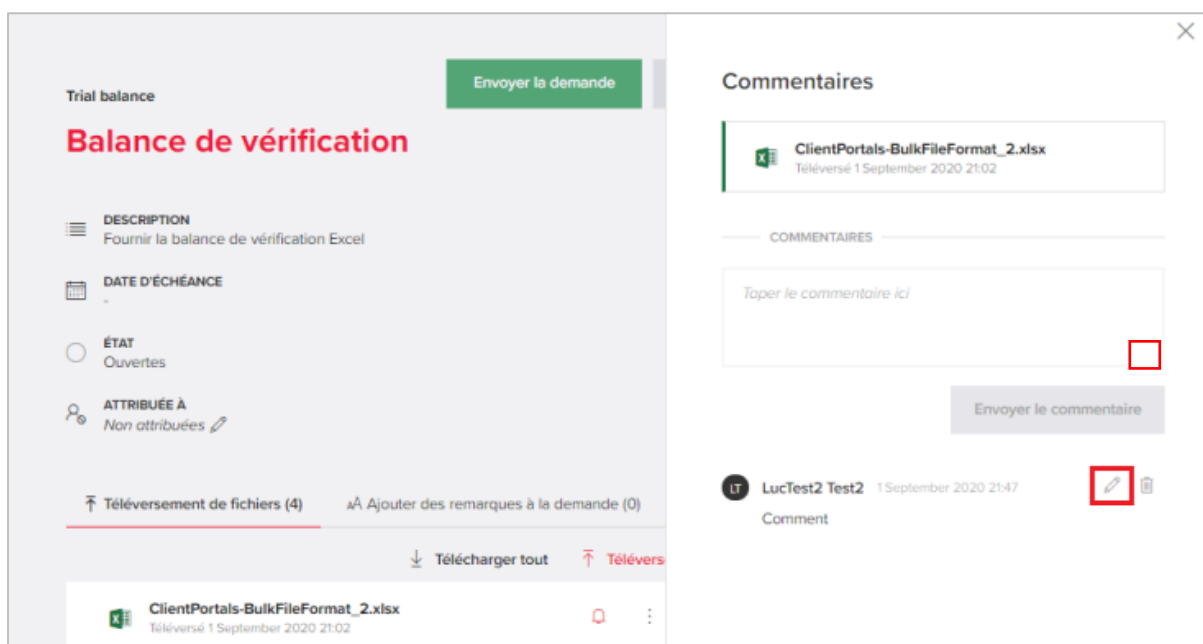 Trial balance
Envoyer la demande
Balance de vérification
DESCRIPTION
Fournir la balance de vérification Excel
DATE D'ÉCHÉANCE
-
ÉTAT
Ouvertes
ATTRIBUÉE À
Non attribuées
Téléversement de fichiers (4)
Ajouter des remarques à la demande (0)
Télécharger tout
Télévers
ClientPortals-BulkFileFormat_2.xlsx
Téléversé 1 September 2020 21:02
Commentaires
ClientPortals-BulkFileFormat_2.xlsx
Téléversé 1 September 2020 21:02
COMMENTAIRES
Taper le commentaire ici
Envoyer le commentaire
LT LucTest2 Test2 1 September 2020 21:47
Comment